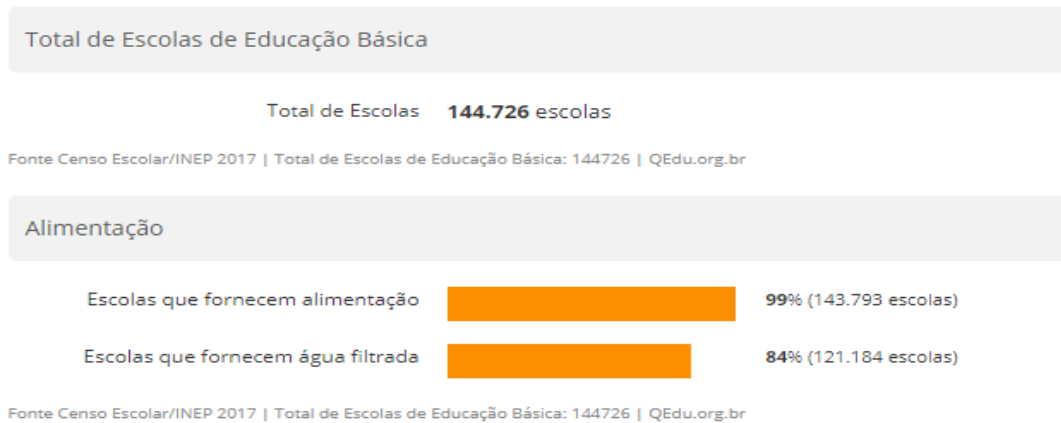 Total de Escolas de Educação Básica
Total de Escolas 144.726 escolas
Fonte Censo Escolar/INEP 2017 | Total de Escolas de Educação Básica: 144726 | QEdu.org.br
Alimentação
Escolas que fornecem alimentação 99% (143.793 escolas)
Escolas que fornecem água filtrada 84% (121.184 escolas)
Fonte Censo Escolar/INEP 2017 | Total de Escolas de Educação Básica: 144726 | QEdu.org.br